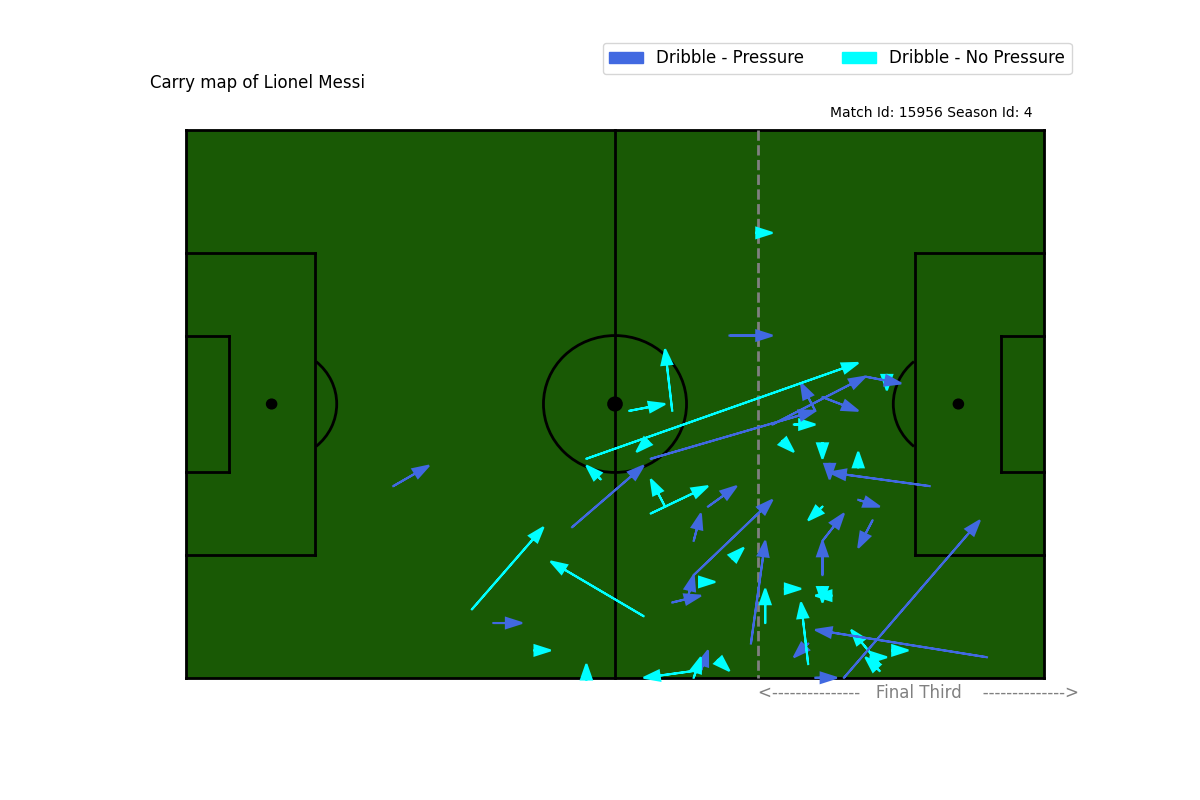 Dribble - Pressure Dribble - No Pressure
Carry map of Lionel Messi
Match Id: 15956 Season Id: 4
<--------------- Final Third -------------->